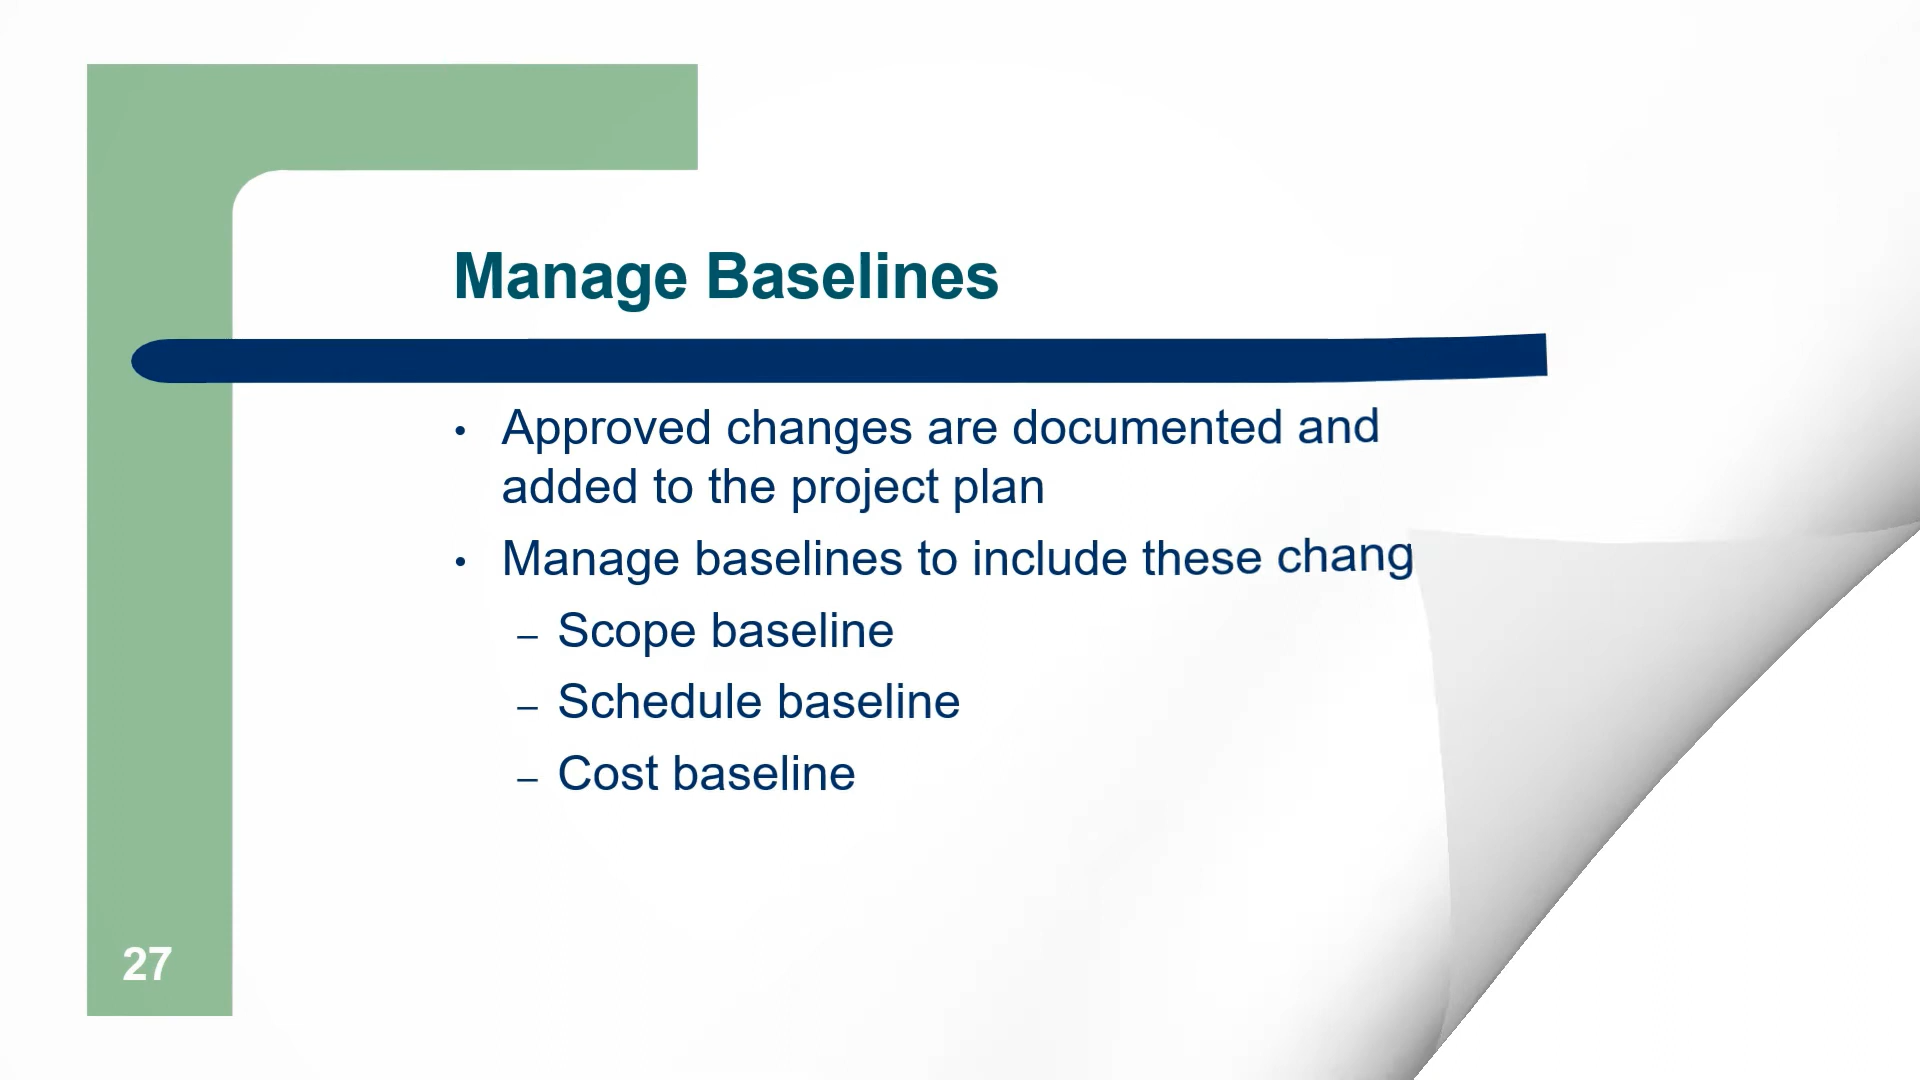 Manage Baselines
• Approved changes are documented and
added to the project plan
• Manage baselines to include these chang
– Scope baseline
– Schedule baseline
– Cost baseline
27